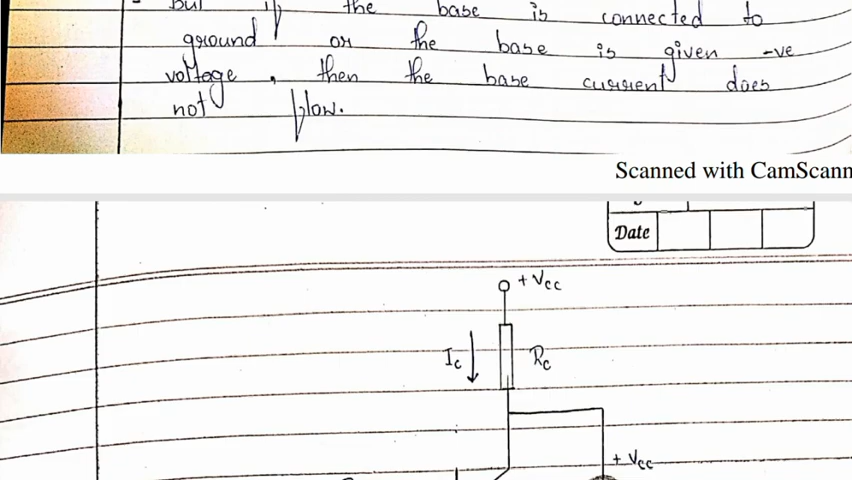 - But if the base is connected to
ground or the base is given -ve
voltage, then the base current does
not flow.
Scanned with CamScann
Date
+ Vcc
Ic
Rc
+ Vcc